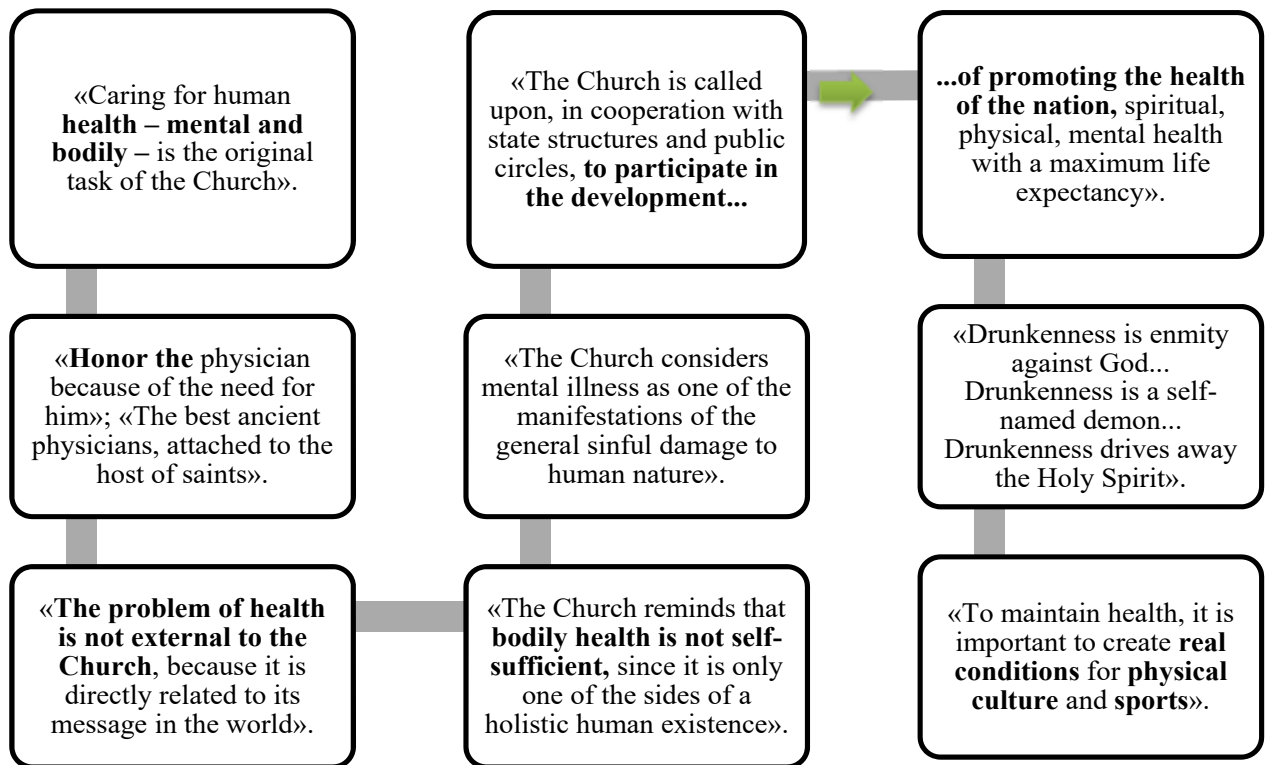 «Caring for human
health – mental and
bodily – is the original
task of the Church».
«Honor the physician
because of the need for
him»; «The best ancient
physicians, attached to the
host of saints».
«The problem of health
is not external to the
Church, because it is
directly related to its
message in the world».
«The Church reminds that
bodily health is not self-
sufficient, since it is only
one of the sides of a
holistic human existence».
«The Church considers
mental illness as one of the
manifestations of the
general sinful damage to
human nature».
«The Church is called
upon, in cooperation with
state structures and public
circles, to participate in
the development...
...of promoting the health
of the nation, spiritual,
physical, mental health
with a maximum life
expectancy».
«Drunkenness is enmity
against God...
Drunkenness is a self-
named demon...
Drunkenness drives away
the Holy Spirit».
«To maintain health, it is
important to create real
conditions for physical
culture and sports».